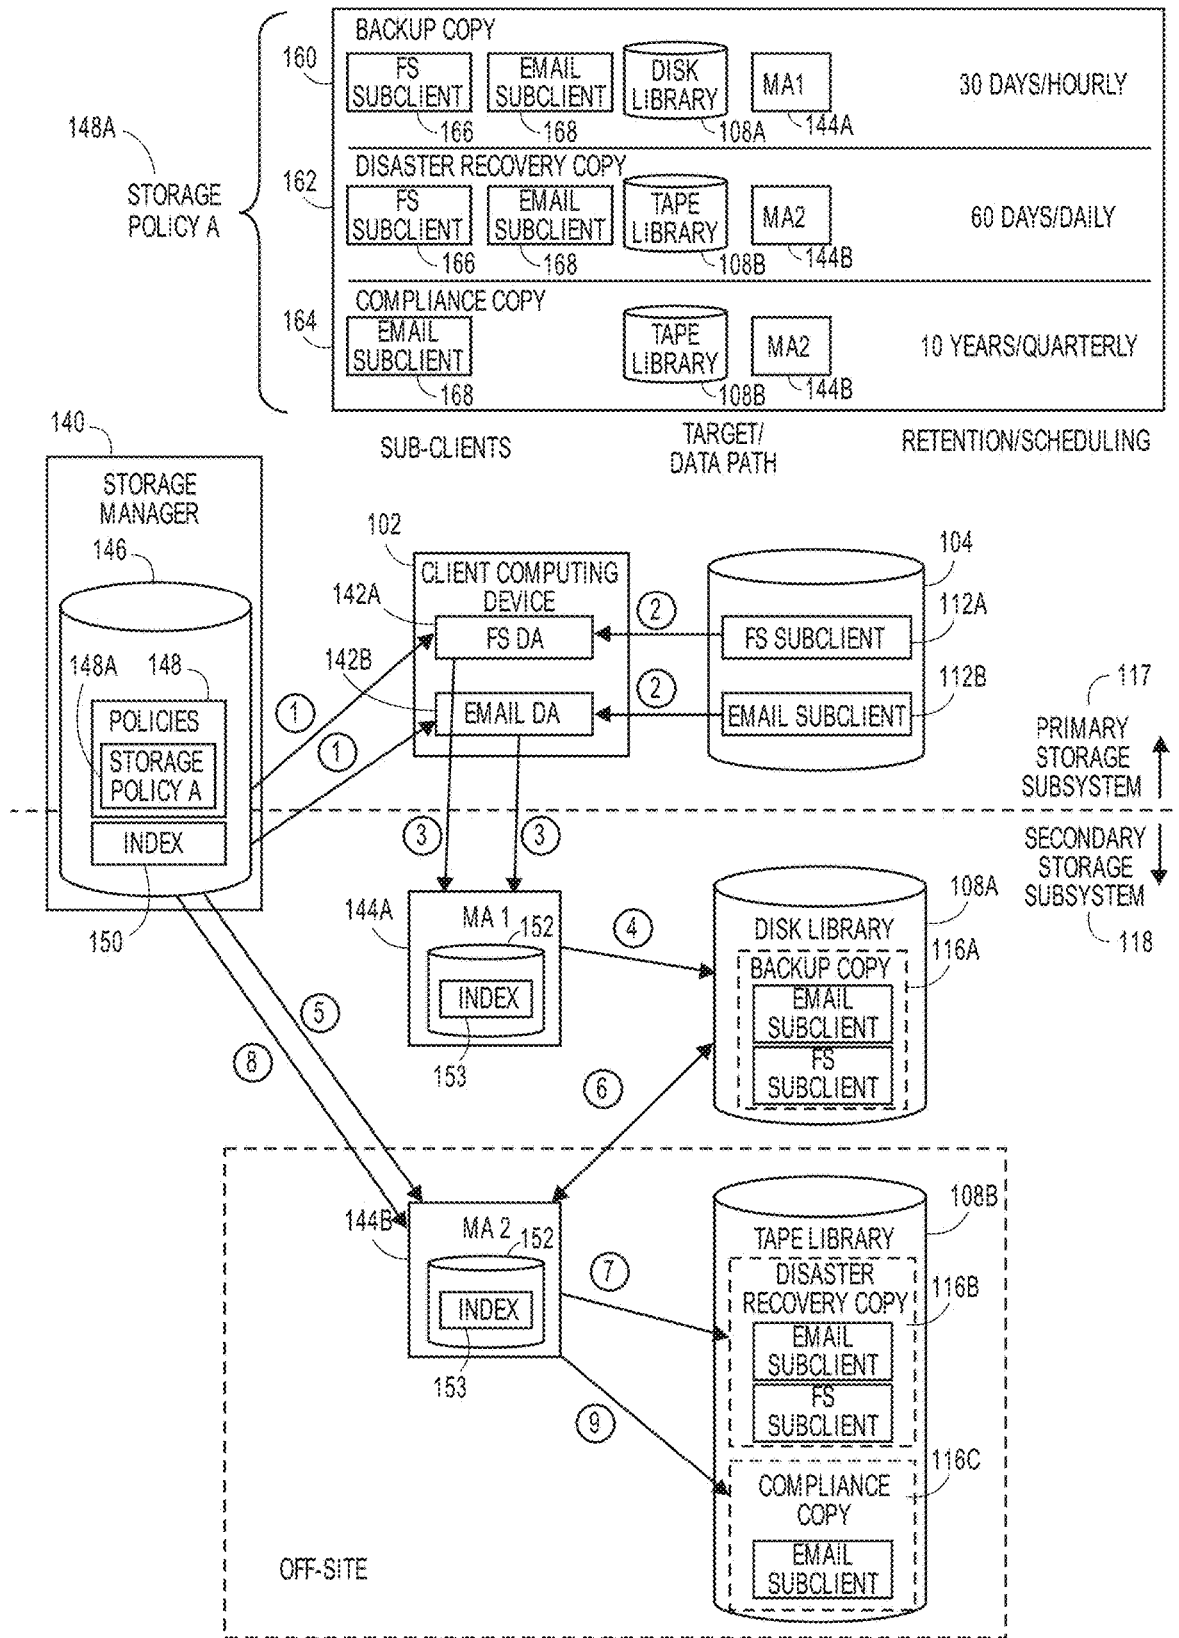 BACKUP COPY
160
FS
SUBCLIENT
166
EMAIL
SUBCLIENT
168
DISK
LIBRARY
108A
MA1
144A
30 DAYS/HOURLY
148A
STORAGE
POLICY A
DISASTER RECOVERY COPY
162
FS
SUBCLIENT
166
EMAIL
SUBCLIENT
168
TAPE
LIBRARY
108B
MA2
144B
60 DAYS/DAILY
COMPLIANCE COPY
164
EMAIL
SUBCLIENT
168
TAPE
LIBRARY
108B
MA2
144B
10 YEARS/QUARTERLY
SUB-CLIENTS
TARGET/
DATA PATH
RETENTION/SCHEDULING
140
STORAGE
MANAGER
146
148A
148
POLICIES
STORAGE
POLICY A
INDEX
150
102
CLIENT COMPUTING
DEVICE
142A
FS DA
142B
EMAIL DA
104
112A
FS SUBCLIENT
112B
EMAIL SUBCLIENT
1
1
2
2
117
PRIMARY
STORAGE
SUBSYSTEM
SECONDARY
STORAGE
SUBSYSTEM
118
3
3
144A
MA 1
152
INDEX
153
4
108A
DISK LIBRARY
116A
BACKUP COPY
EMAIL
SUBCLIENT
FS
SUBCLIENT
5
8
6
144B
MA 2
152
INDEX
153
7
9
108B
TAPE LIBRARY
DISASTER
RECOVERY COPY
116B
EMAIL
SUBCLIENT
FS
SUBCLIENT
116C
COMPLIANCE
COPY
EMAIL
SUBCLIENT
OFF-SITE